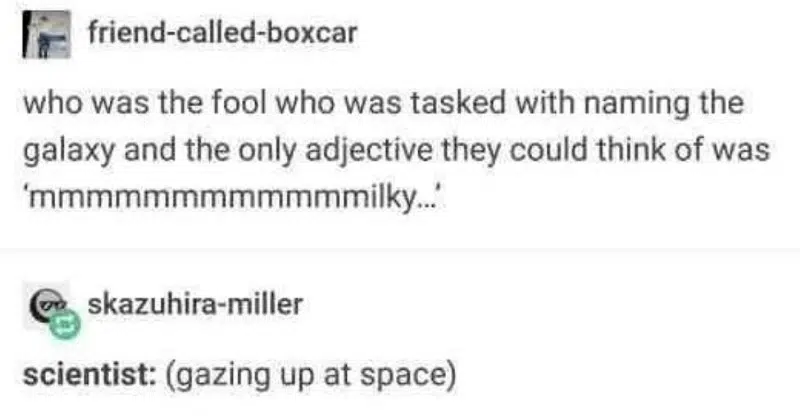 friend-called-boxcar
who was the fool who was tasked with naming the
galaxy and the only adjective they could think of was
'mmmmmmmmmmmmmilky...'
skazuhira-miller
scientist: (gazing up at space)